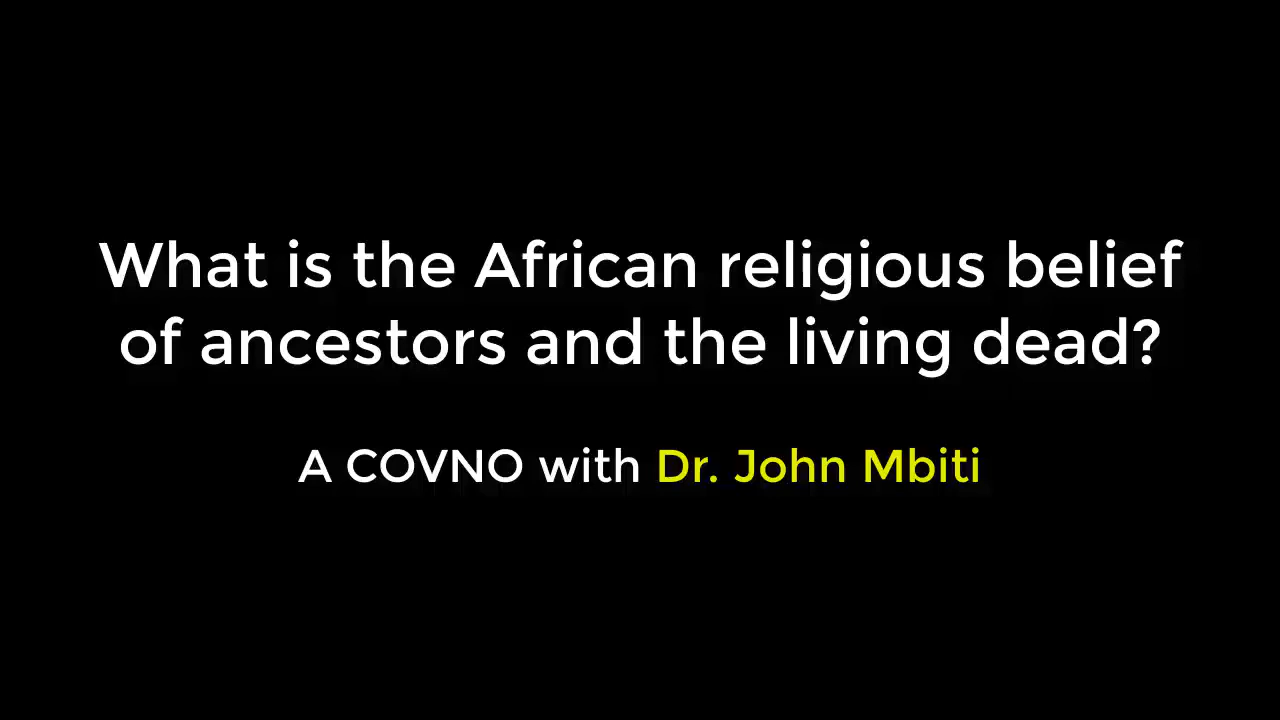 What is the African religious belief
of ancestors and the living dead?
A COVNO with Dr. John Mbiti